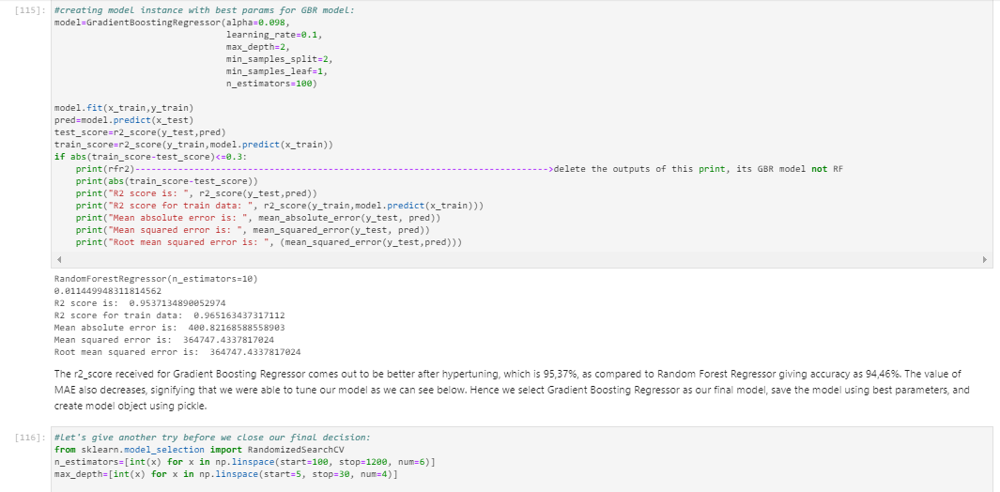 [115]: #creating model instance with best params for GBR model:
model=GradientBoostingRegressor(alpha=0.098,
learning_rate=0.1,
max_depth=2,
min_samples_split=2,
min_samples_leaf=1,
n_estimators=100)
model.fit(x_train,y_train)
pred=model.predict(x_test)
test_score=r2_score(y_test,pred)
train_score=r2_score(y_train,model.predict(x_train))
if abs(train_score-test_score)<=0.3:
print(rfr2)-------------------------------------------------------------------->delete the outputs of this print, its GBR model not RF
print(abs(train_score-test_score))
print("R2 score is: ", r2_score(y_test,pred))
print("R2 score for train data: ", r2_score(y_train,model.predict(x_train)))
print("Mean absolute error is: ", mean_absolute_error(y_test, pred))
print("Mean squared error is: ", mean_squared_error(y_test, pred))
print("Root mean squared error is: ", (mean_squared_error(y_test,pred)))
RandomForestRegressor(n_estimators=10)
0.011449948311814562
R2 score is:  0.9537134890052974
R2 score for train data:  0.965163437317112
Mean absolute error is:  400.82168588558903
Mean squared error is:  364747.4337817024
Root mean squared error is:  364747.4337817024
The r2_score received for Gradient Boosting Regressor comes out to be better after hypertuning, which is 95,37%, as compared to Random Forest Regressor giving accuracy as 94,46%. The value of
MAE also decreases, signifying that we were able to tune our model as we can see below. Hence we select Gradient Boosting Regressor as our final model, save the model using best parameters, and
create model object using pickle.
[116]: #Let's give another try before we close our final decision:
from sklearn.model_selection import RandomizedSearchCV
n_estimators=[int(x) for x in np.linspace(start=100, stop=1200, num=6)]
max_depth=[int(x) for x in np.linspace(start=5, stop=30, num=4)]